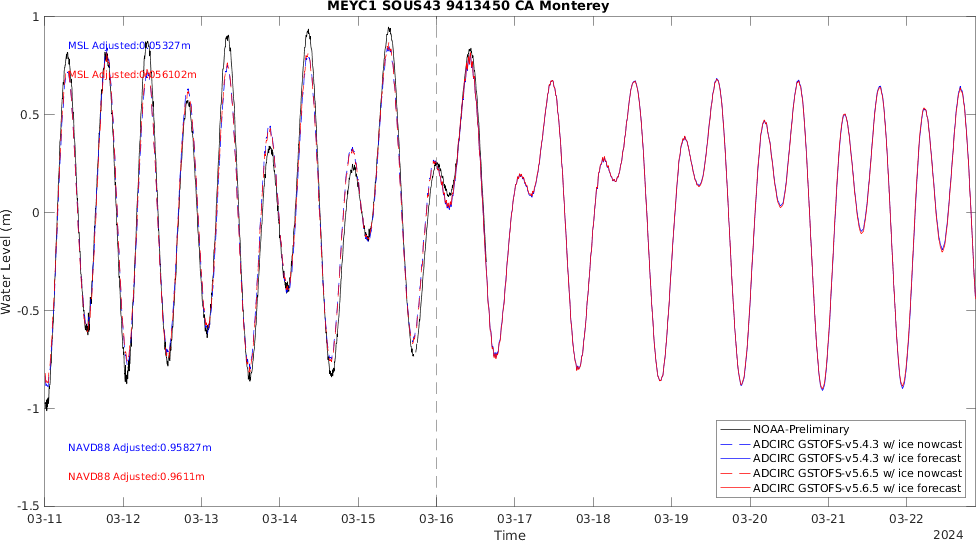 MEYC1 SOUS43 9413450 CA Monterey
1
0.5
0
-0.5
-1
-1.5
Water Level (m)
MSL Adjusted:0.05327m
MSL Adjusted:0.056102m
NAVD88 Adjusted:0.95827m
NAVD88 Adjusted:0.9611m
NOAA-Preliminary
ADCIRC GSTOFS-v5.4.3 w/ ice nowcast
ADCIRC GSTOFS-v5.4.3 w/ ice forecast
ADCIRC GSTOFS-v5.6.5 w/ ice nowcast
ADCIRC GSTOFS-v5.6.5 w/ ice forecast
03-11 03-12 03-13 03-14 03-15 03-16 03-17 03-18 03-19 03-20 03-21 03-22
Time
2024